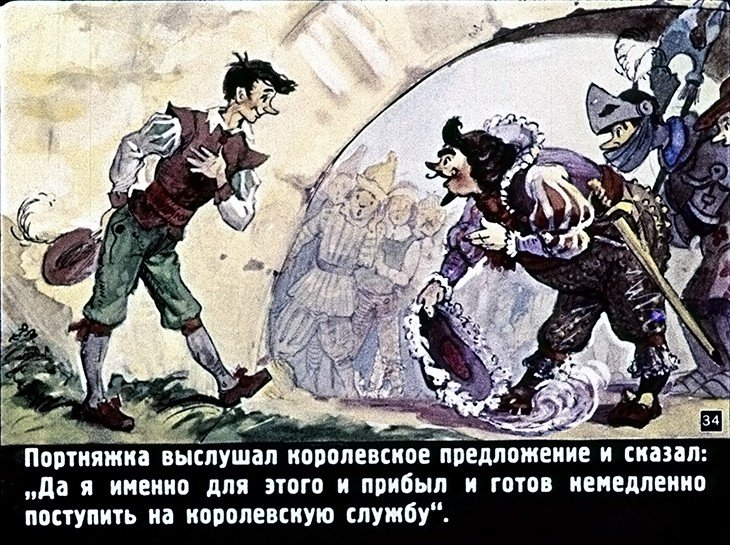 34
Портняжка выслушал королевское предложение и сказал:
„Да я именно для этого и прибыл и готов немедленно
поступить на королевскую службу“.